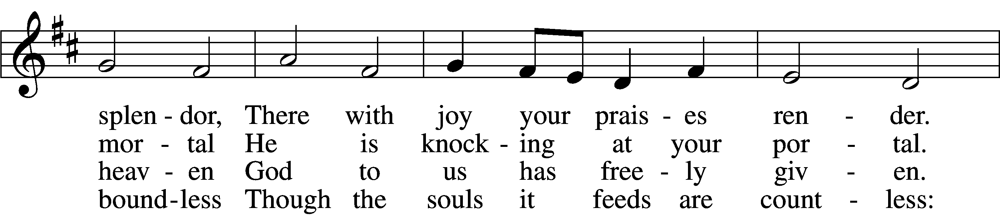 splen - dor, There with joy your prais - es ren - der.
mor - tal He is knock - ing at your por - tal.
heav - en God to us has free - ly giv - en.
bound - less Though the souls it feeds are count - less: